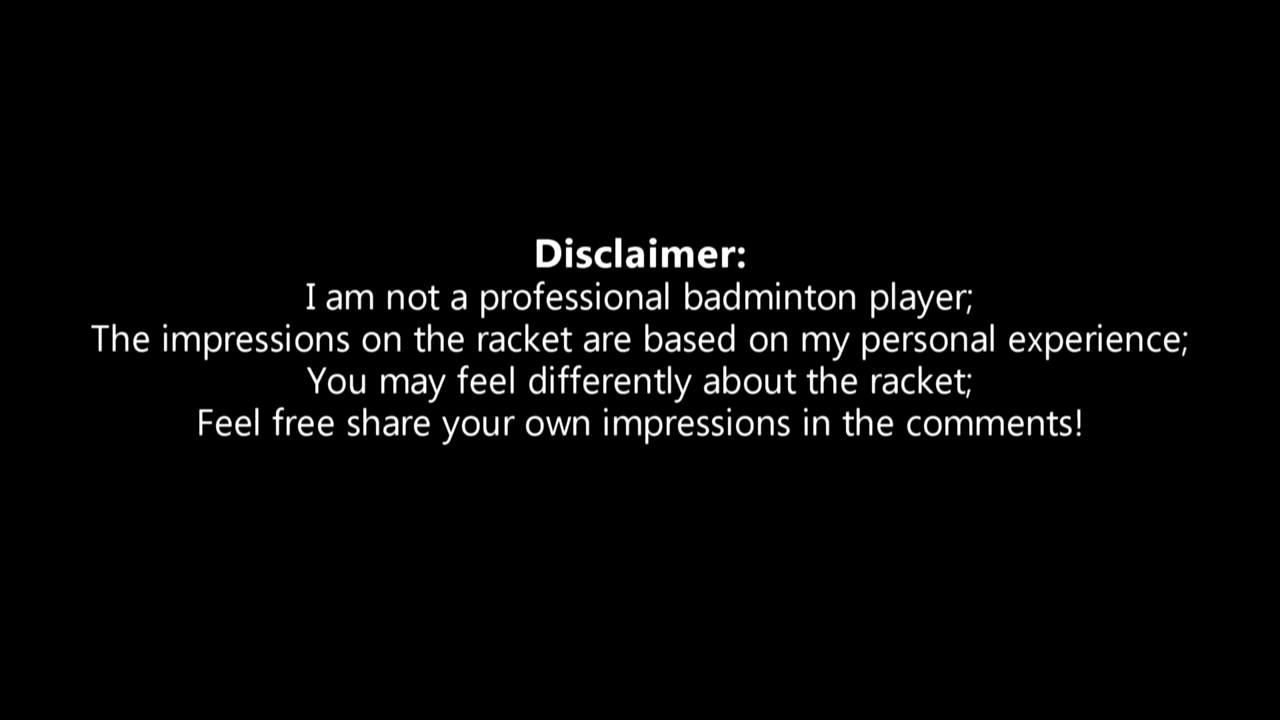 Disclaimer:
I am not a professional badminton player;
The impressions on the racket are based on my personal experience;
You may feel differently about the racket;
Feel free share your own impressions in the comments!